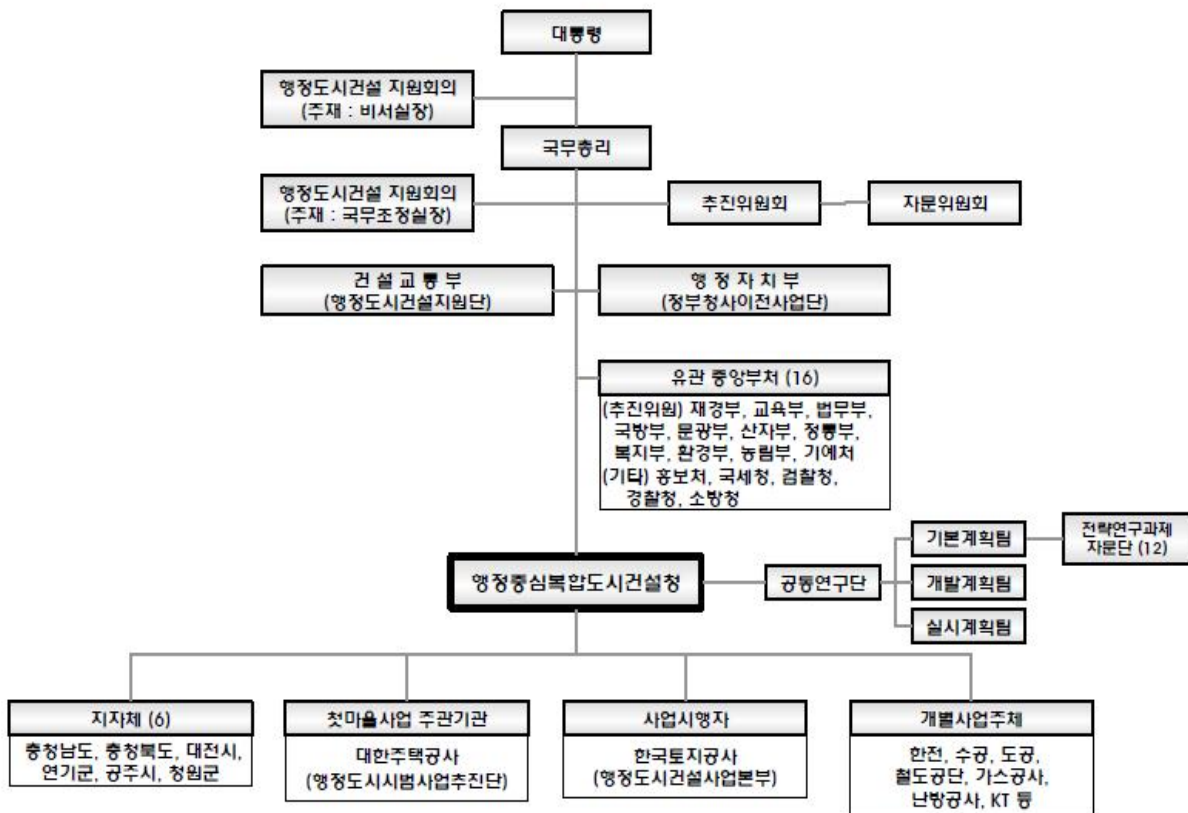 대통령
행정도시건설 지원회의
(주재 : 비서실장)
국무총리
행정도시건설 지원회의
(주재 : 국무조정실장)
추진위원회
자문위원회
건 설 교 통 부
(행정도시건설지원단)
행 정 자 치 부
(정부청사이전사업단)
유관 중앙부처 (16)
(추진위원) 재경부, 교육부, 법무부,
국방부, 문광부, 산자부, 정통부,
복지부, 환경부, 농림부, 기예처
(기타) 홍보처, 국세청, 검찰청,
경찰청, 소방청
행정중심복합도시건설청
공동연구단
기본계획팀
전략연구과제
자문단 (12)
개발계획팀
실시계획팀
지자체 (6)
충청남도, 충청북도, 대전시,
연기군, 공주시, 청원군
첫마을사업 주관기관
대한주택공사
(행정도시시범사업추진단)
사업시행자
한국토지공사
(행정도시건설사업본부)
개별사업주체
한전, 수공, 도공,
철도공단, 가스공사,
난방공사, KT 등